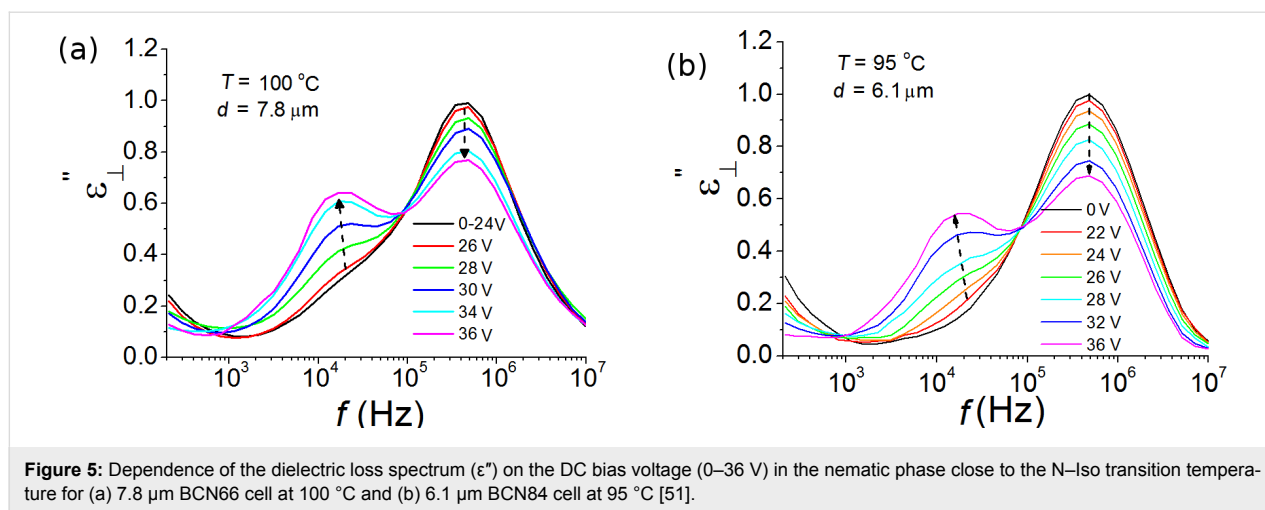 (a)
T = 100 °C
d = 7.8 μm
1.2
1.0
0.8
0.6
0.4
0.2
0.0
ε⊥"
0-24V
26 V
28 V
30 V
34 V
36 V
10³ 10⁴ 10⁵ 10⁶ 10⁷
f (Hz)
(b)
T = 95 °C
d = 6.1 μm
1.2
1.0
0.8
0.6
0.4
0.2
0.0
ε⊥"
0 V
22 V
24 V
26 V
28 V
32 V
36 V
10³ 10⁴ 10⁵ 10⁶ 10⁷
f (Hz)
Figure 5: Dependence of the dielectric loss spectrum (ε″) on the DC bias voltage (0–36 V) in the nematic phase close to the N–Iso transition tempera-
ture for (a) 7.8 μm BCN66 cell at 100 °C and (b) 6.1 μm BCN84 cell at 95 °C [51].